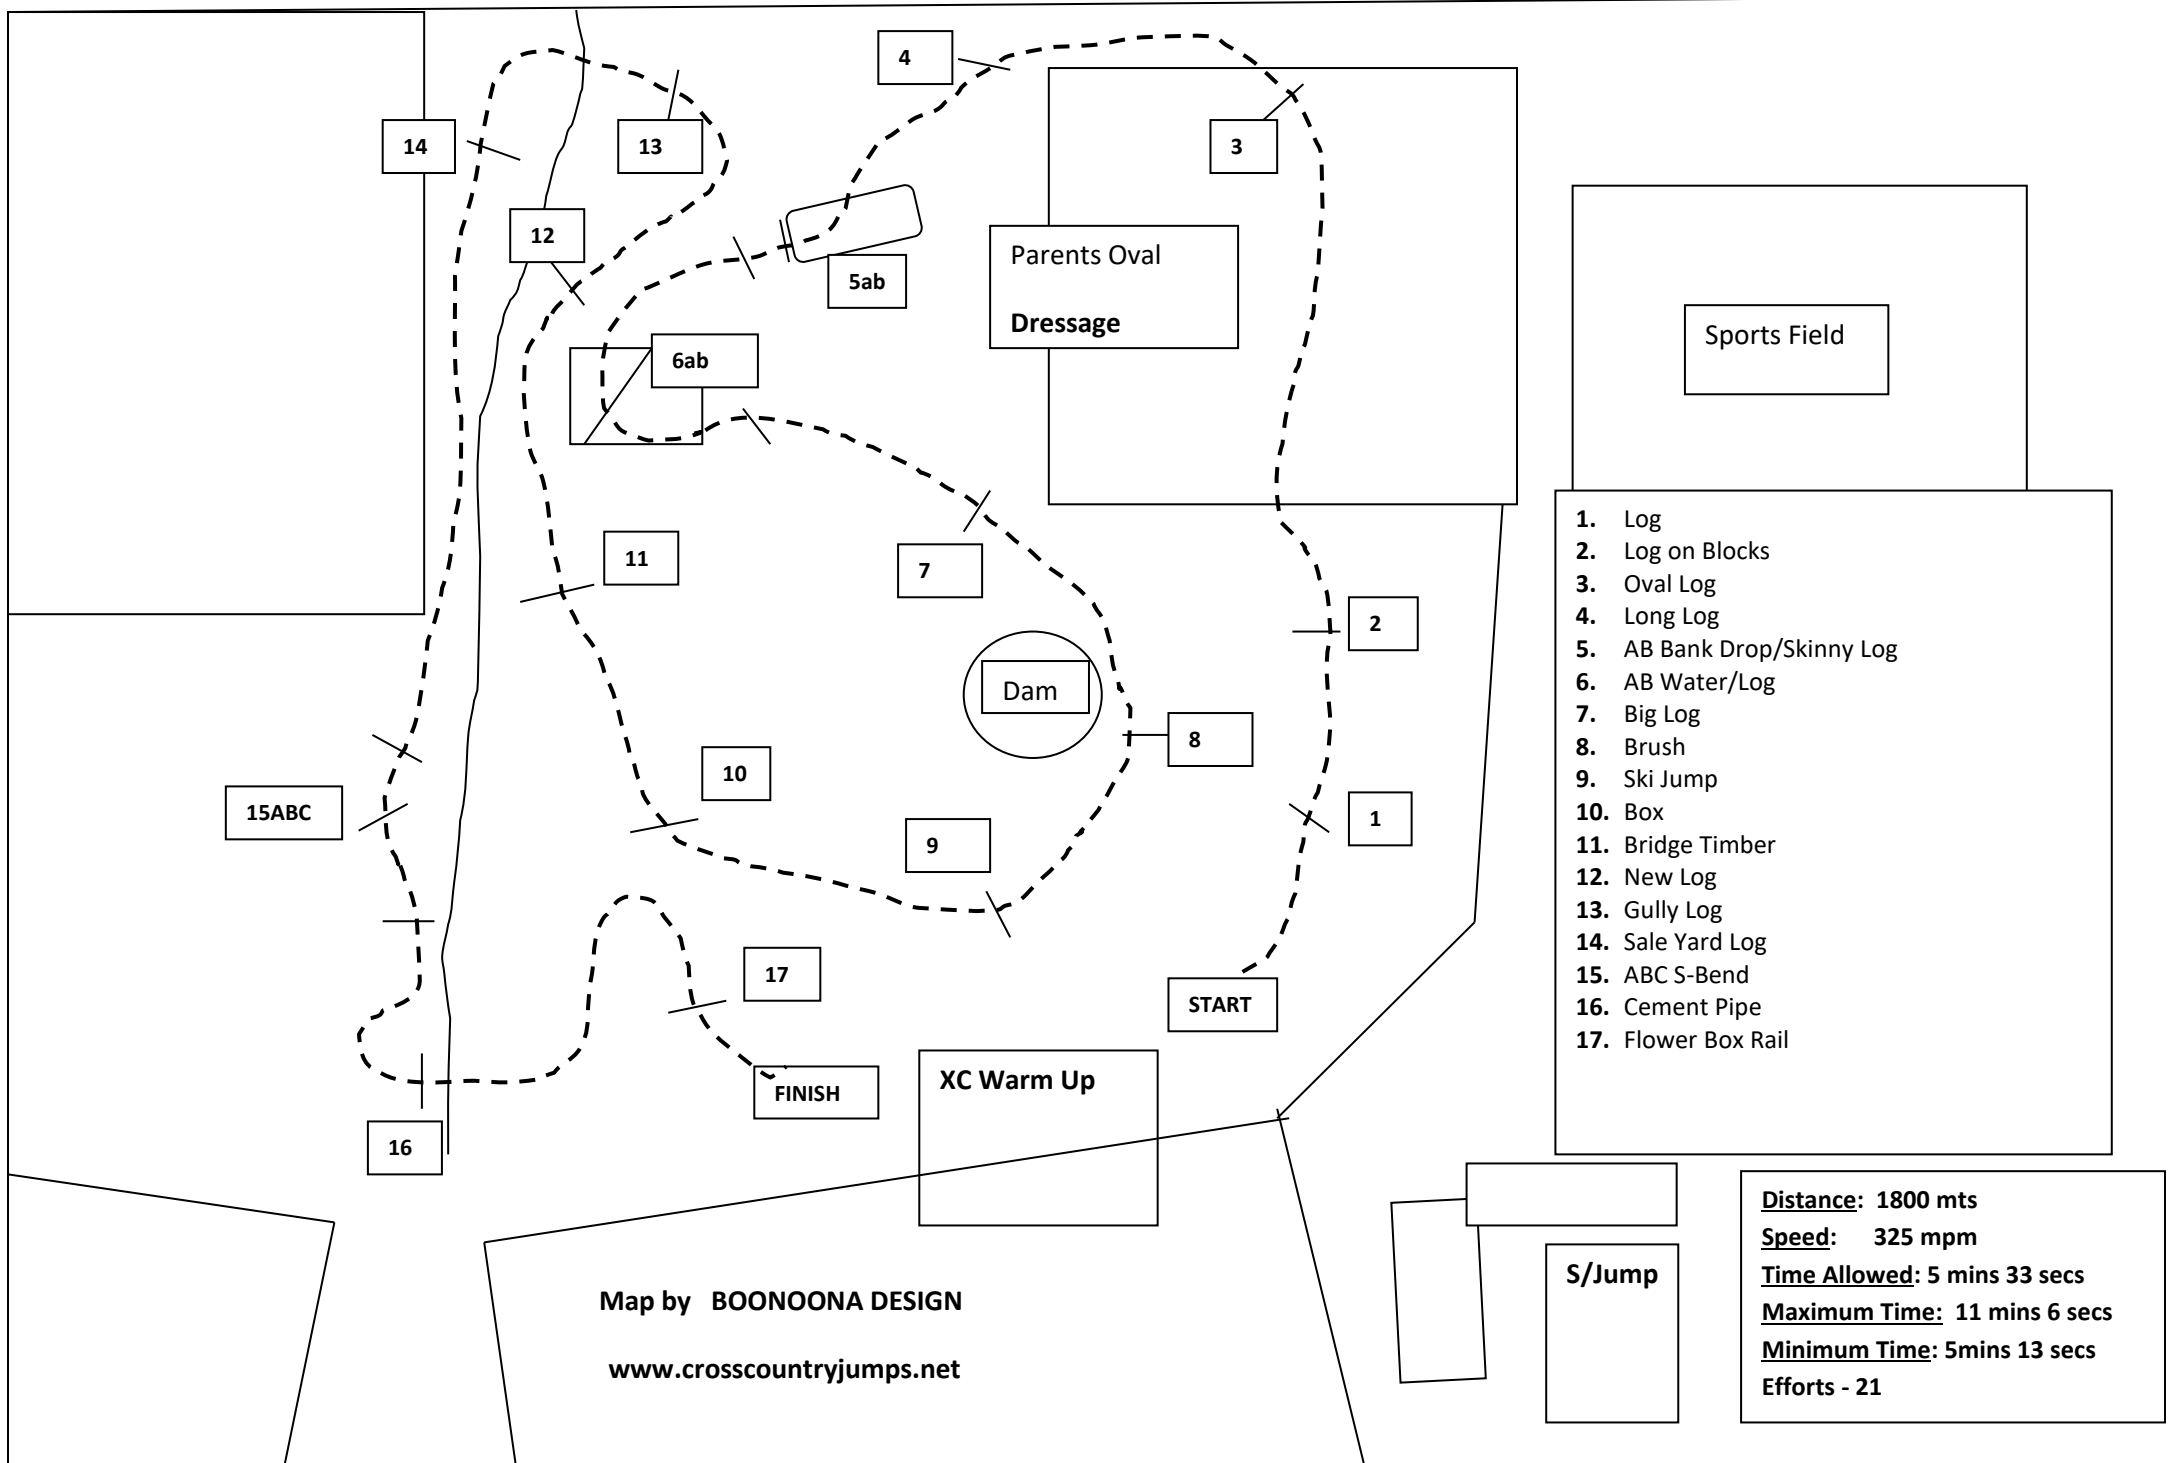 4
14
13
3
12
Parents Oval
Dressage
5ab
Sports Field
6ab
11
7
2
Dam
8
10
15ABC
9
1
17
START
XC Warm Up
FINISH
16
1. Log
2. Log on Blocks
3. Oval Log
4. Long Log
5. AB Bank Drop/Skinny Log
6. AB Water/Log
7. Big Log
8. Brush
9. Ski Jump
10. Box
11. Bridge Timber
12. New Log
13. Gully Log
14. Sale Yard Log
15. ABC S-Bend
16. Cement Pipe
17. Flower Box Rail
S/Jump
Distance: 1800 mts
Speed: 325 mpm
Time Allowed: 5 mins 33 secs
Maximum Time: 11 mins 6 secs
Minimum Time: 5mins 13 secs
Efforts - 21
Map by BOONOONA DESIGN
www.crosscountryjumps.net